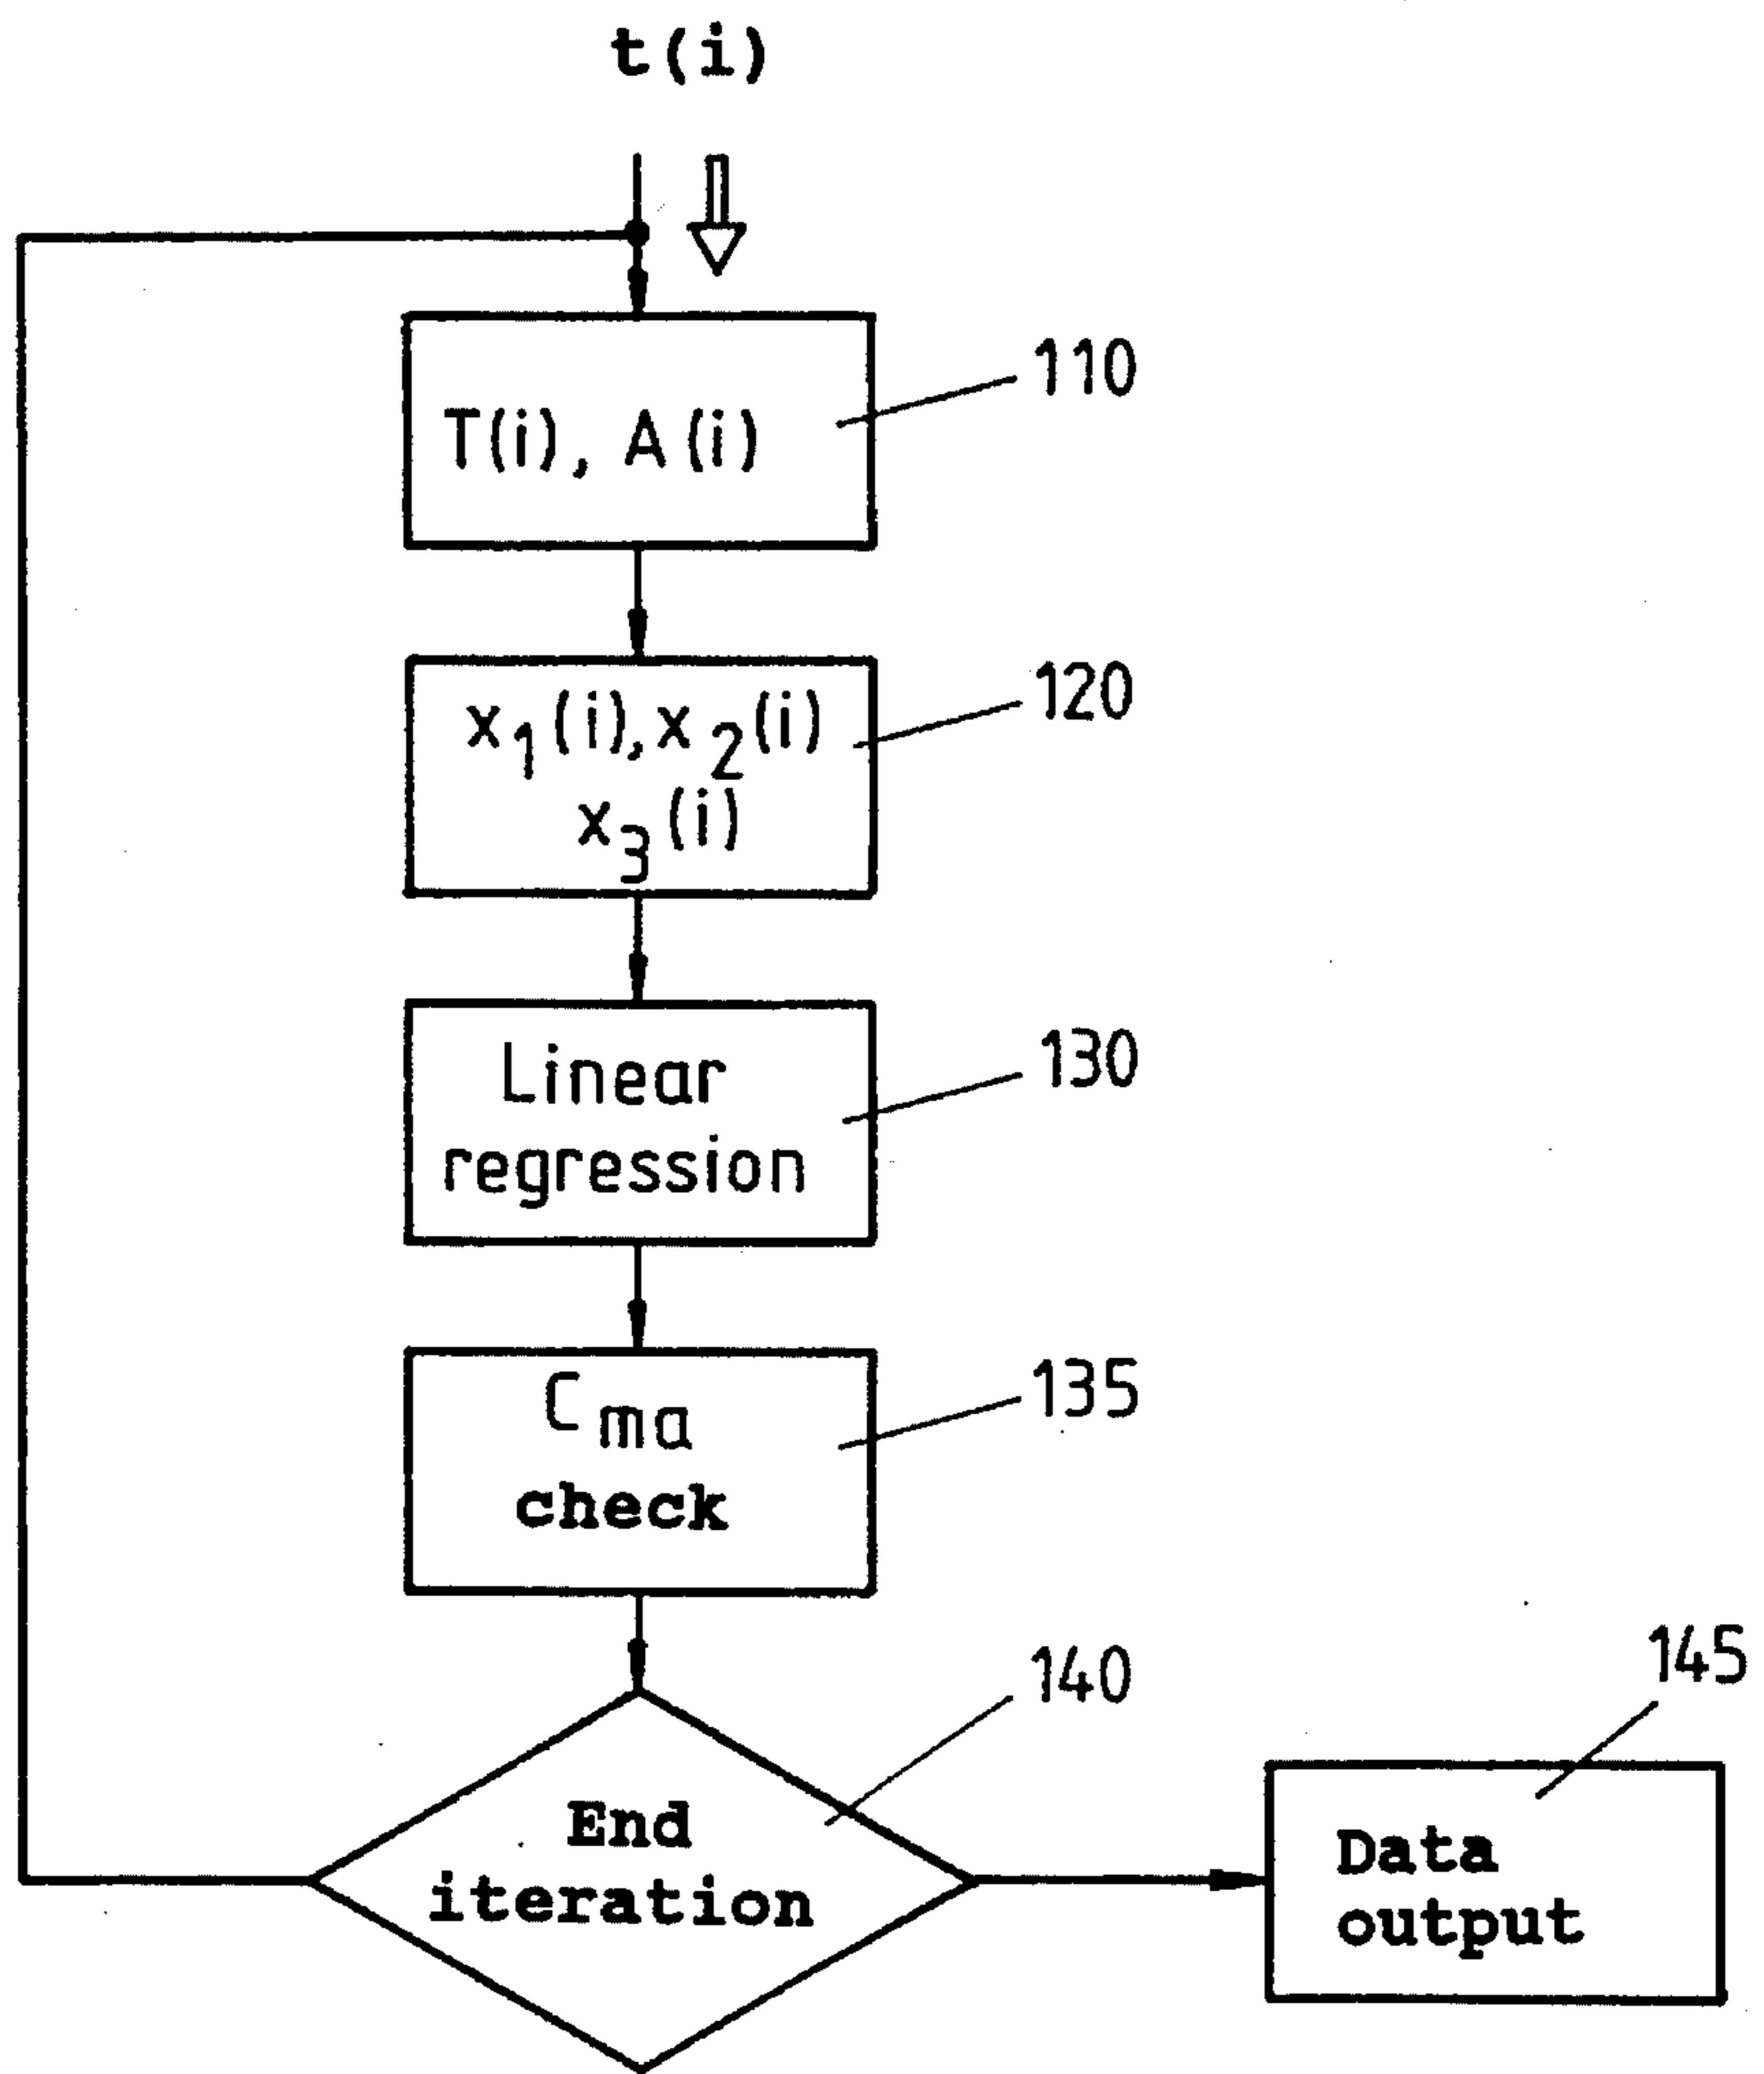 t(i)
T(i), A(i)
110
x1(i), x2(i)
x3(i)
120
Linear
regression
130
Cma
check
135
End
iteration
140
Data
output
145